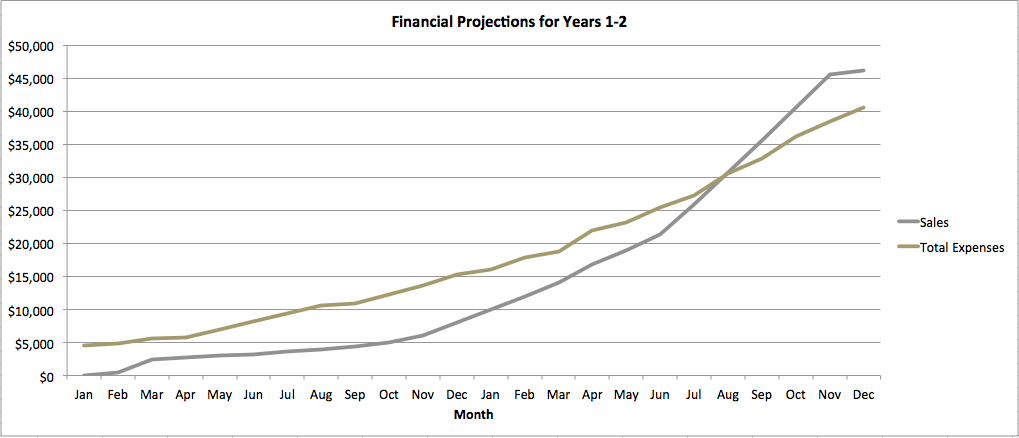 Financial Projections for Years 1-2
$50,000
$45,000
$40,000
$35,000
$30,000
$25,000
$20,000
$15,000
$10,000
$5,000
$0
Jan Feb Mar Apr May Jun Jul Aug Sep Oct Nov Dec Jan Feb Mar Apr May Jun Jul Aug Sep Oct Nov Dec
Month
Sales
Total Expenses